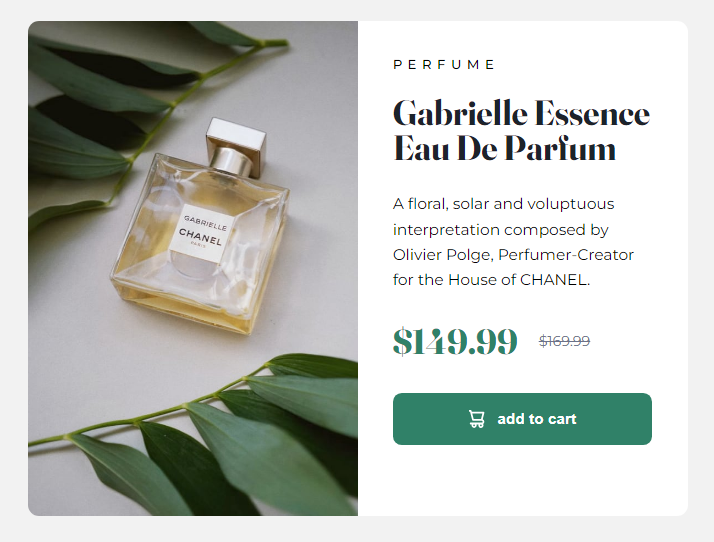 GABRIELLE
CHANEL
PARIS
PERFUME
Gabrielle Essence
Eau De Parfum
A floral, solar and voluptuous
interpretation composed by
Olivier Polge, Perfumer-Creator
for the House of CHANEL.
$149.99 $169.99
add to cart